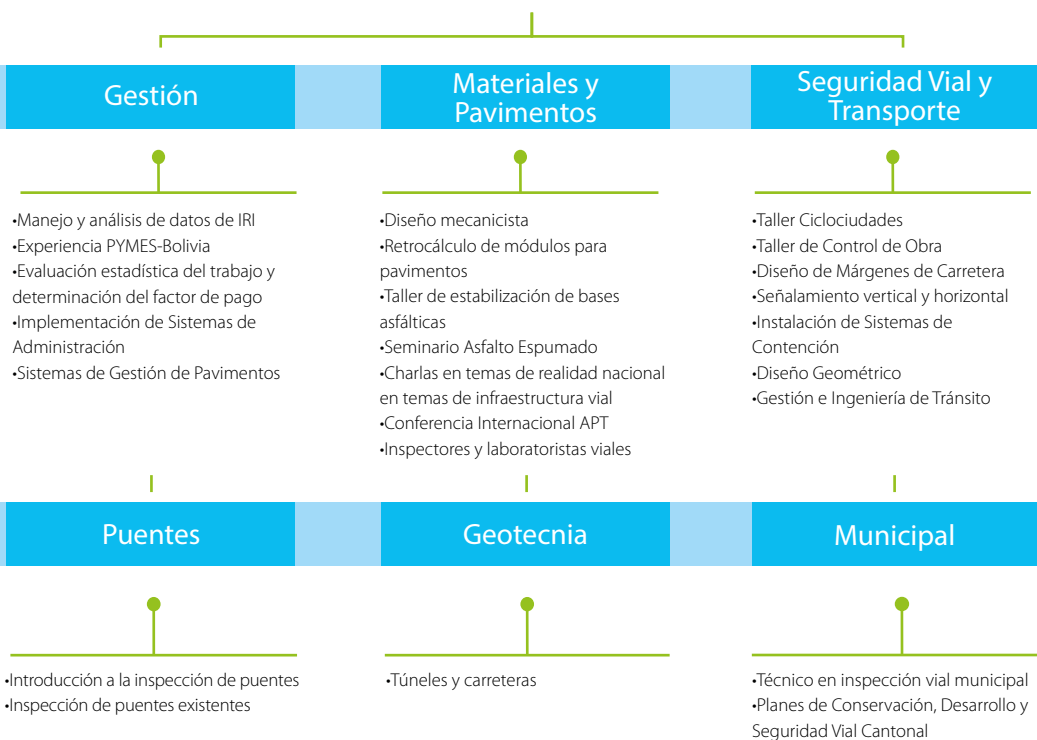 Gestión
•Manejo y análisis de datos de IRI
•Experiencia PYMES-Bolivia
•Evaluación estadística del trabajo y
determinación del factor de pago
•Implementación de Sistemas de
Administración
•Sistemas de Gestión de Pavimentos
Materiales y
Pavimentos
•Diseño mecanicista
•Retrocálculo de módulos para
pavimentos
•Taller de estabilización de bases
asfálticas
•Seminario Asfalto Espumado
•Charlas en temas de realidad nacional
en temas de infraestructura vial
•Conferencia Internacional APT
•Inspectores y laboratoristas viales
Seguridad Vial y
Transporte
•Taller Ciclociudades
•Taller de Control de Obra
•Diseño de Márgenes de Carretera
•Señalamiento vertical y horizontal
•Instalación de Sistemas de
Contención
•Diseño Geométrico
•Gestión e Ingeniería de Tránsito
Puentes
•Introducción a la inspección de puentes
•Inspección de puentes existentes
Geotecnia
•Túneles y carreteras
Municipal
•Técnico en inspección vial municipal
•Planes de Conservación, Desarrollo y
Seguridad Vial Cantonal